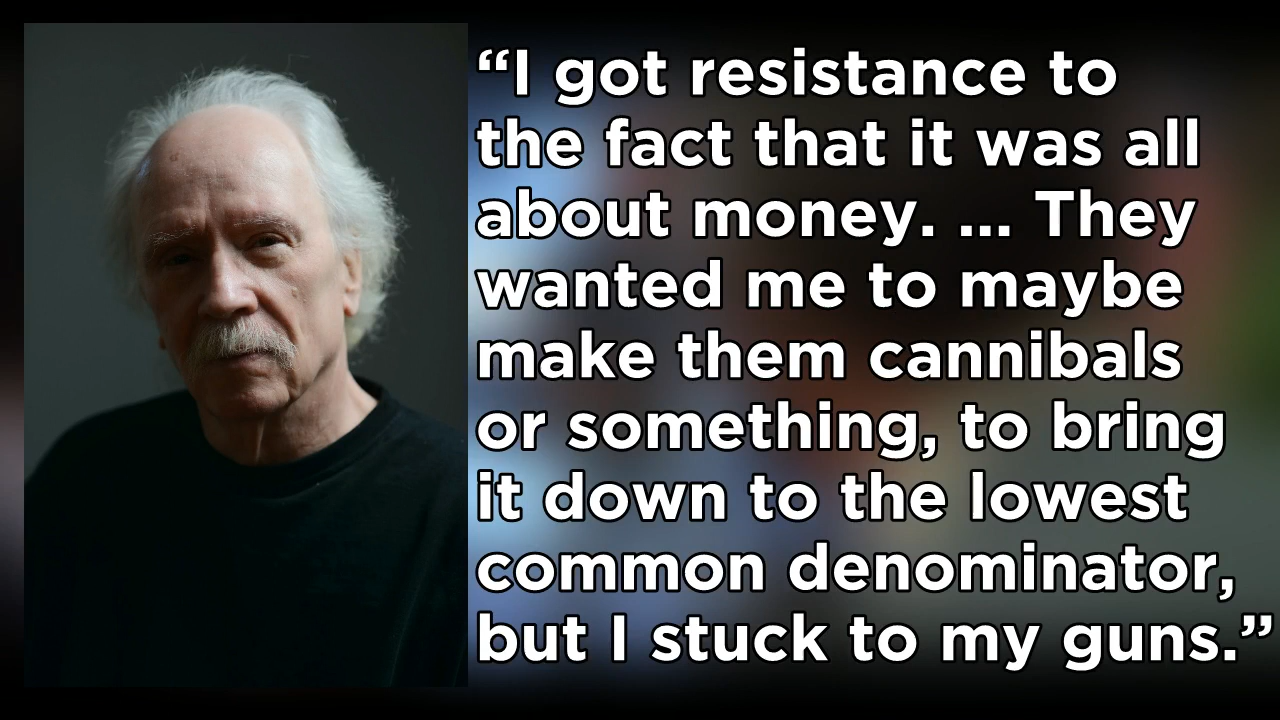 “I got resistance to
the fact that it was all
about money. ... They
wanted me to maybe
make them cannibals
or something, to bring
it down to the lowest
common denominator,
but I stuck to my guns.”